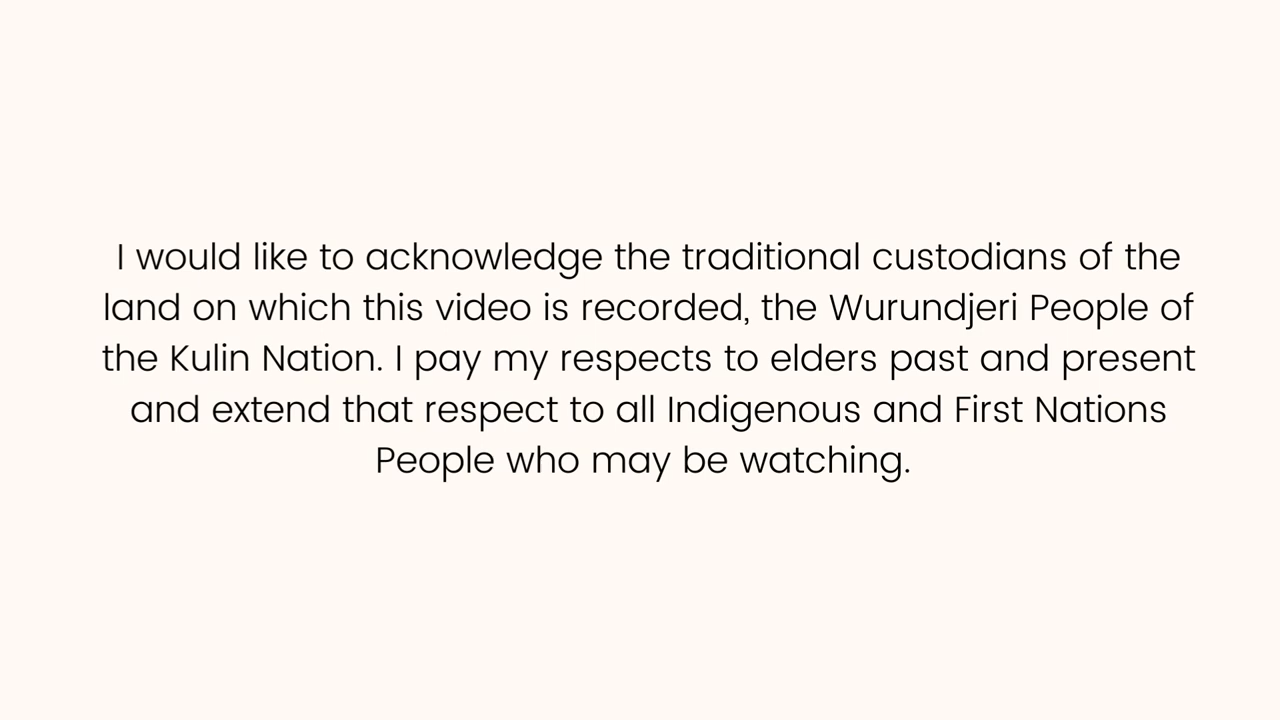 I would like to acknowledge the traditional custodians of the
land on which this video is recorded, the Wurundjeri People of
the Kulin Nation. I pay my respects to elders past and present
and extend that respect to all Indigenous and First Nations
People who may be watching.